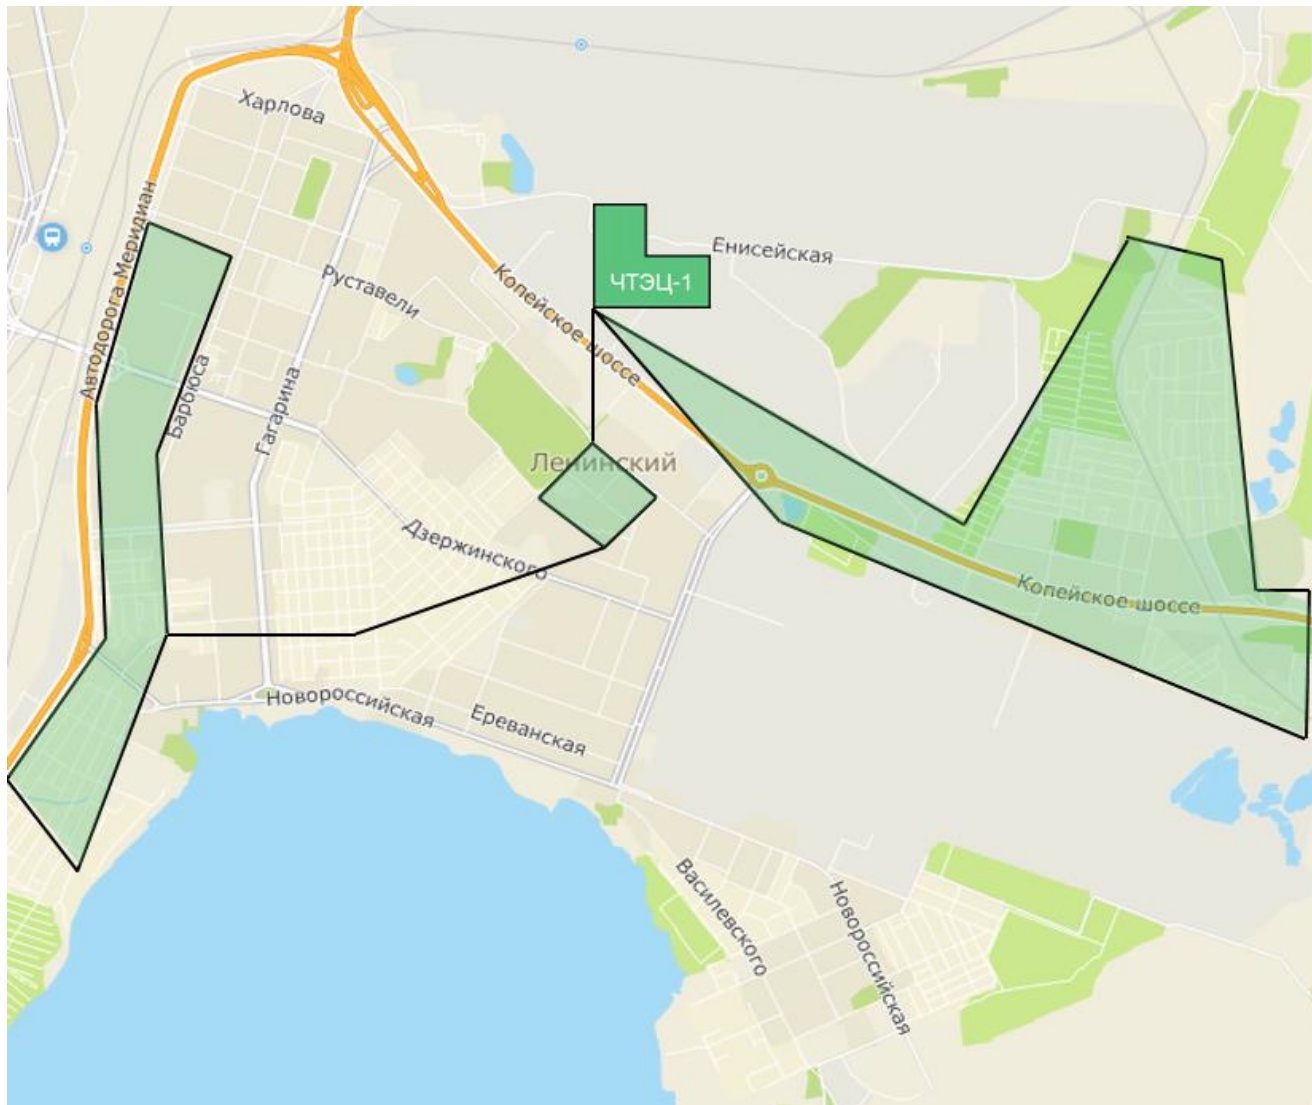 Харлова
Автодорога Меридиан
Енисейская
Руставели
ЧТЭЦ-1
Копейское шоссе
Барбюса
Гагарина
Ленинский
Дзержинского
Копейское шоссе
Новороссийская
Ереванская
Василевского
Новороссийская